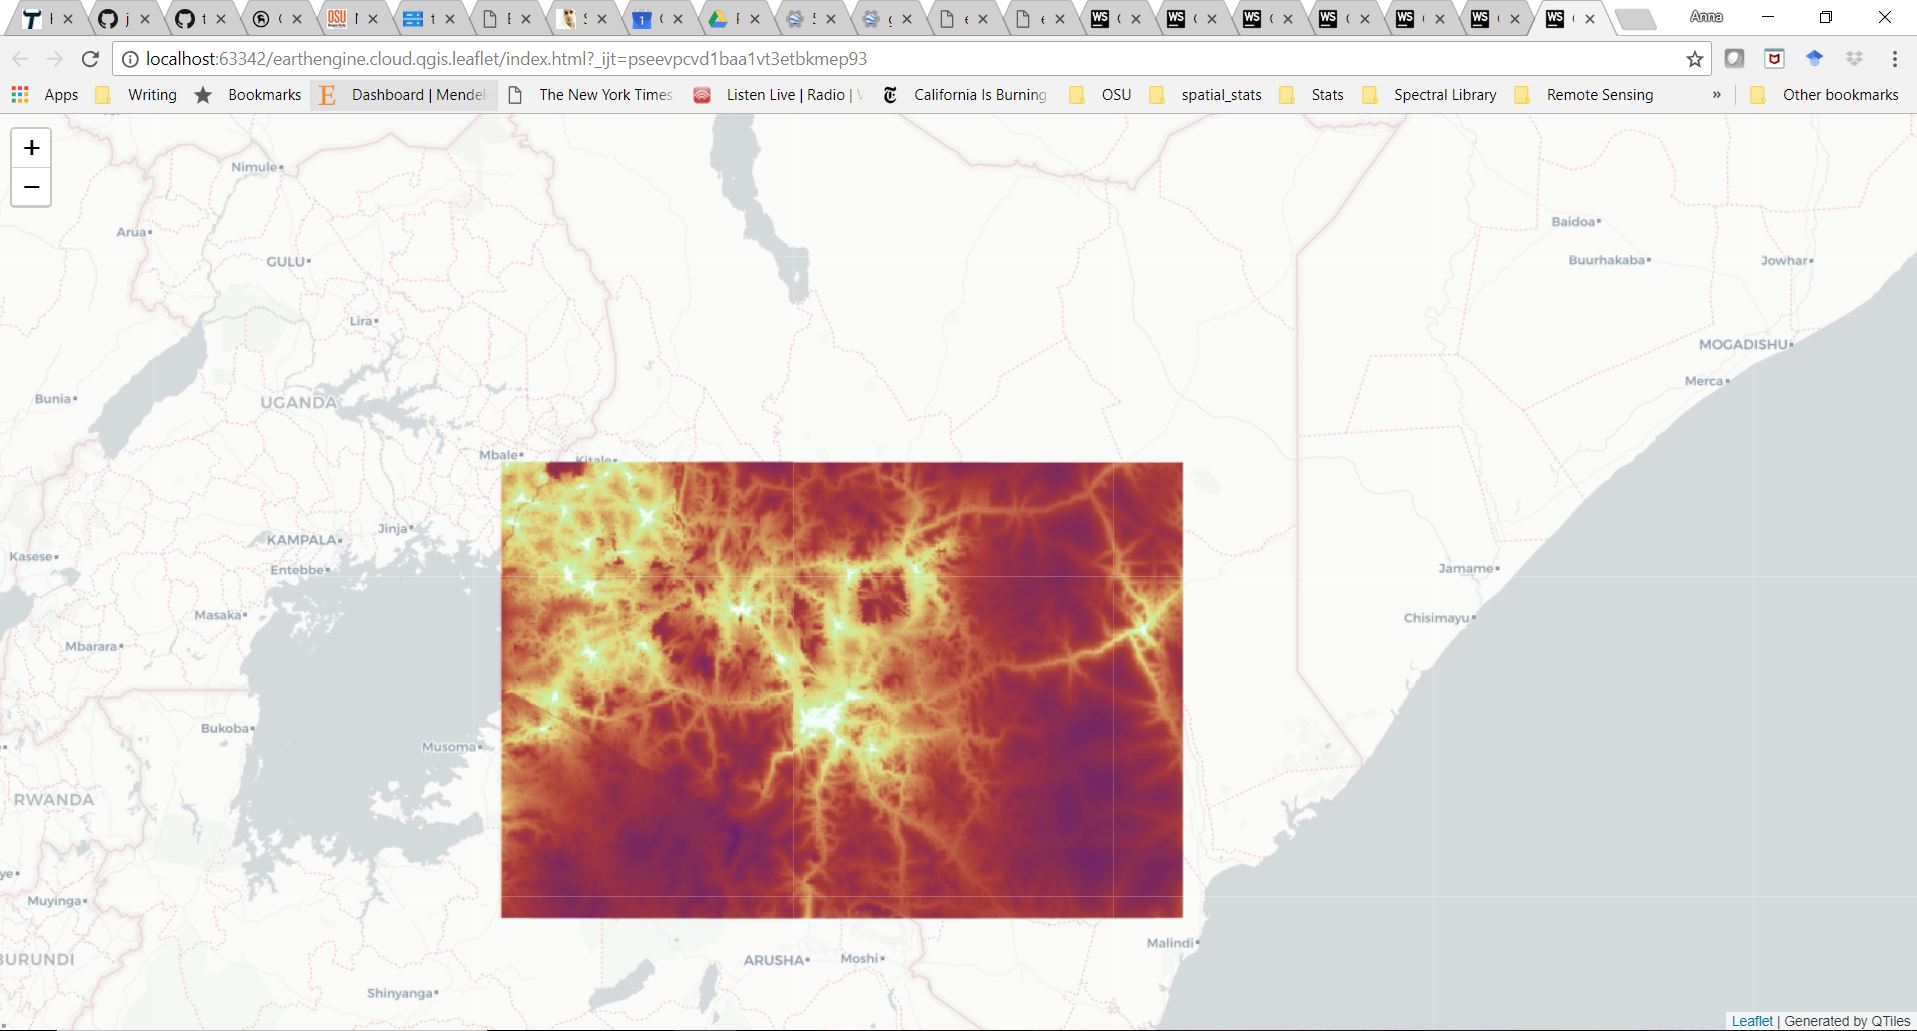 Anna
localhost:63342/earthengine.cloud.qgis.leaflet/index.html?_ijt=pseevpcvd1baa1vt3etbkmep93
Apps Writing Bookmarks Dashboard | Mendele The New York Times Listen Live | Radio | California Is Burning OSU spatial_stats Stats Spectral Library Remote Sensing » Other bookmarks
+
−
Nimule
Arua
Baidoa
GULU
Buurhakaba
Jowhar
Lira
MOGADISHU
Merca
Bunia
UGANDA
Mbale
Kitale
Jinja
KAMPALA
Kasese
Entebbe
Jamame
Masaka
Chisimayu
Mbarara
Bukoba
Musoma
RWANDA
Muyinga
Malindi
BURUNDI
ARUSHA
Moshi
Shinyanga
Leaflet | Generated by QTiles